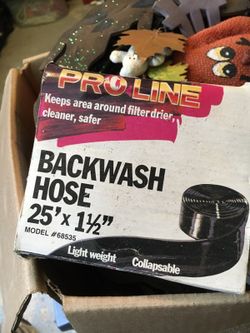 PRO LINE
Keeps area around filter drier,
cleaner, safer
BACKWASH
HOSE
25' x 1½"
MODEL #68535
Light weight
Collapsable